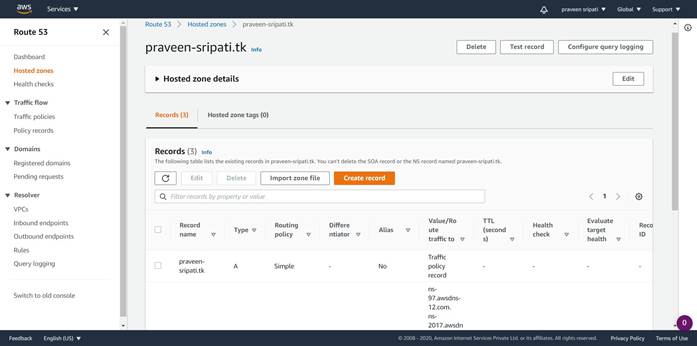 aws
Services ▼
praveen sripati ▼
Global ▼
Support ▼
Route 53
Dashboard
Hosted zones
Health checks
Traffic flow
Traffic policies
Policy records
Domains
Registered domains
Pending requests
Resolver
VPCs
Inbound endpoints
Outbound endpoints
Rules
Query logging
Switch to old console
Route 53 > Hosted zones > praveen-sripati.tk
praveen-sripati.tk Info
Delete
Test record
Configure query logging
Hosted zone details
Edit
Records (3)
Hosted zone tags (0)
Records (3) Info
The following table lists the existing records in praveen-sripati.tk. You can't delete the SOA record or the NS record named praveen-sripati.tk.
Edit
Delete
Import zone file
Create record
Filter records by property or value
1
Record
name
Type
Routing
policy
Differe
ntiator
Alias
Value/Ro
ute
traffic to
TTL
(second
s)
Health
check
Evaluate
target
health
Reco
ID
praveen-
sripati.tk
A
Simple
-
No
Traffic
policy
record
-
-
-
-
ns-
97.awsdns-
12.com.
ns-
2017.awsdn
0
Feedback
English (US) ▼
© 2008 - 2020, Amazon Internet Services Private Ltd. or its affiliates. All rights reserved.
Privacy Policy
Terms of Use